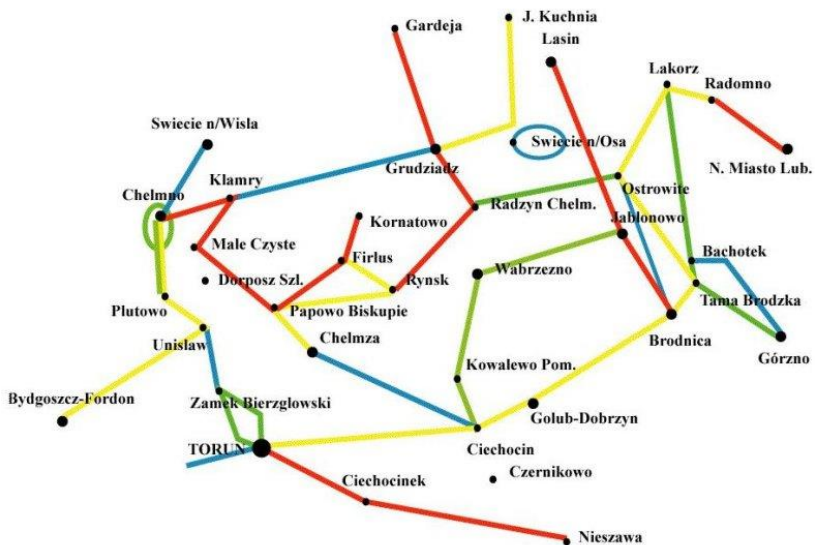 J. Kuchnia
Gardeja
Lasin
Lakorz
Radomno
Swiecie n/Wisla
Swiecie n/Osa
N. Miasto Lub.
Grudziadz
Klamry
Ostrowite
Chelmno
Radzyn Chelm.
Kornatowo
Jablonowo
Male Czyste
Bachotek
Firlus
Wabrzezno
Dorposz Szl.
Rynsk
Tama Brodzka
Plutowo
Papowo Biskupie
Brodnica
Górzno
Unislaw
Chelmza
Kowalewo Pom.
Bydgoszcz-Fordon
Zamek Bierzglowski
Golub-Dobrzyn
TORUN
Ciechocin
Czernikowo
Ciechocinek
Nieszawa